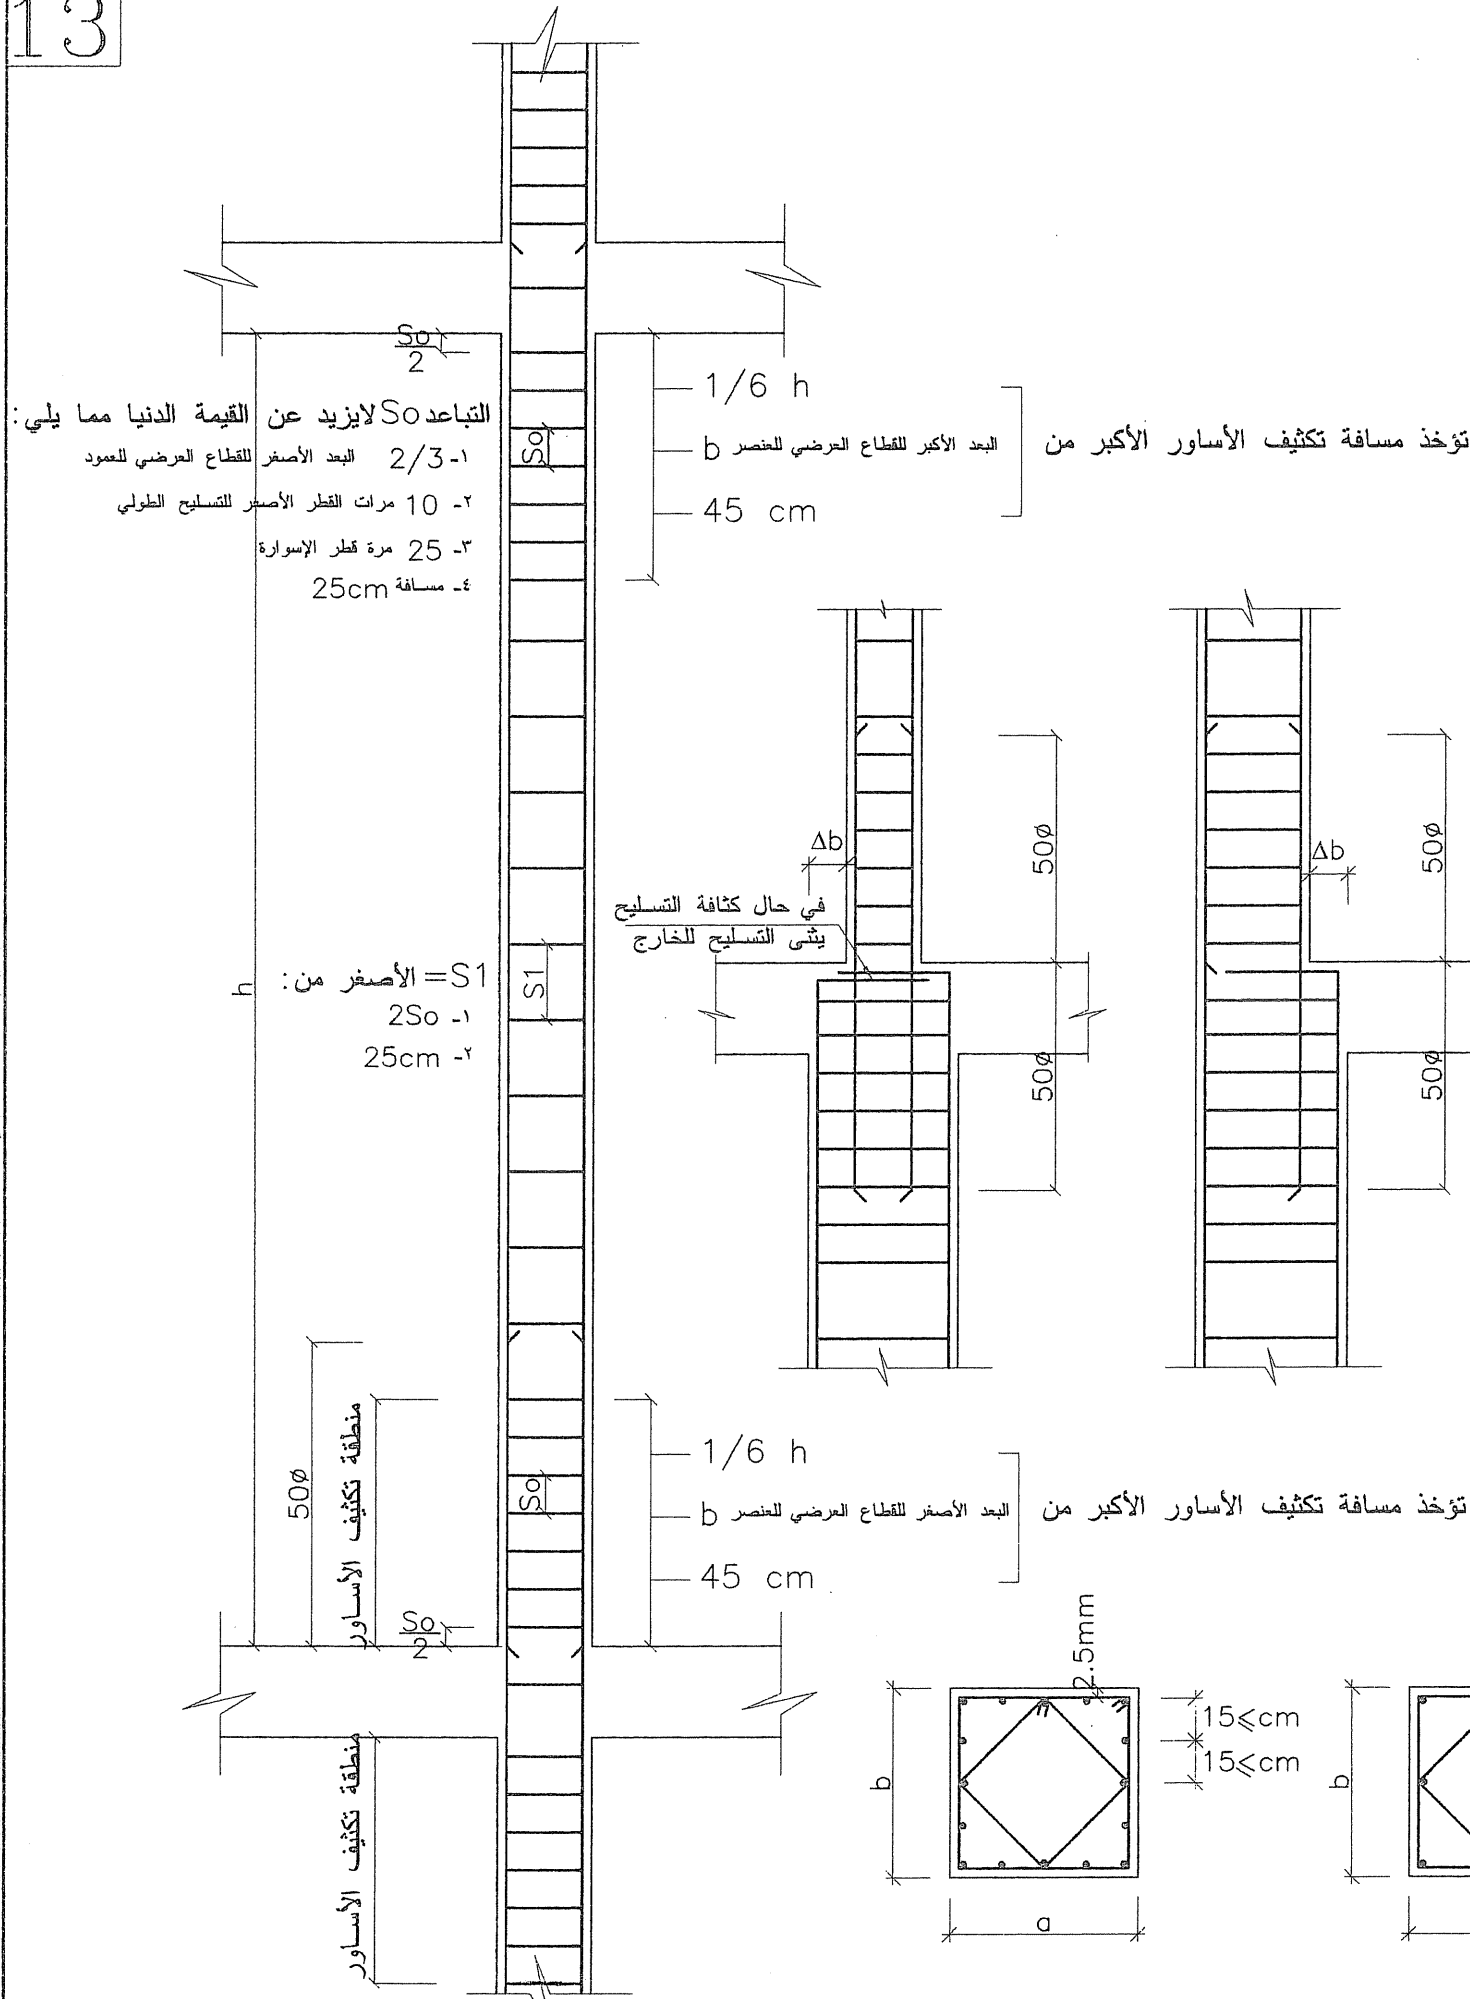 13
So
2
التباعد So لايزيد عن القيمة الدنيا مما يلي:
١- 2/3 البعد الأصغر للقطاع العرضي للعمود
٢- 10 مرات القطر الأصغر للتسليح الطولي
٣- 25 مرة قطر الإسوارة
٤- مسافة 25cm
So
1/6 h
البعد الأكبر للقطاع العرضي للعنصر b
45 cm
تؤخذ مسافة تكثيف الأساور الأكبر من
h
S1= الأصغر من:
١- 2So
٢- 25cm
S1
Δb
في حال كثافة التسليح
يثنى التسليح للخارج
50ø
50ø
Δb
50ø
50ø
50ø
منطقة تكثيف الأساور
So
So
2
1/6 h
البعد الأصغر للقطاع العرضي للعنصر b
45 cm
تؤخذ مسافة تكثيف الأساور الأكبر من
منطقة تكثيف الأساور
2.5mm
15≤cm
15≤cm
b
a
b